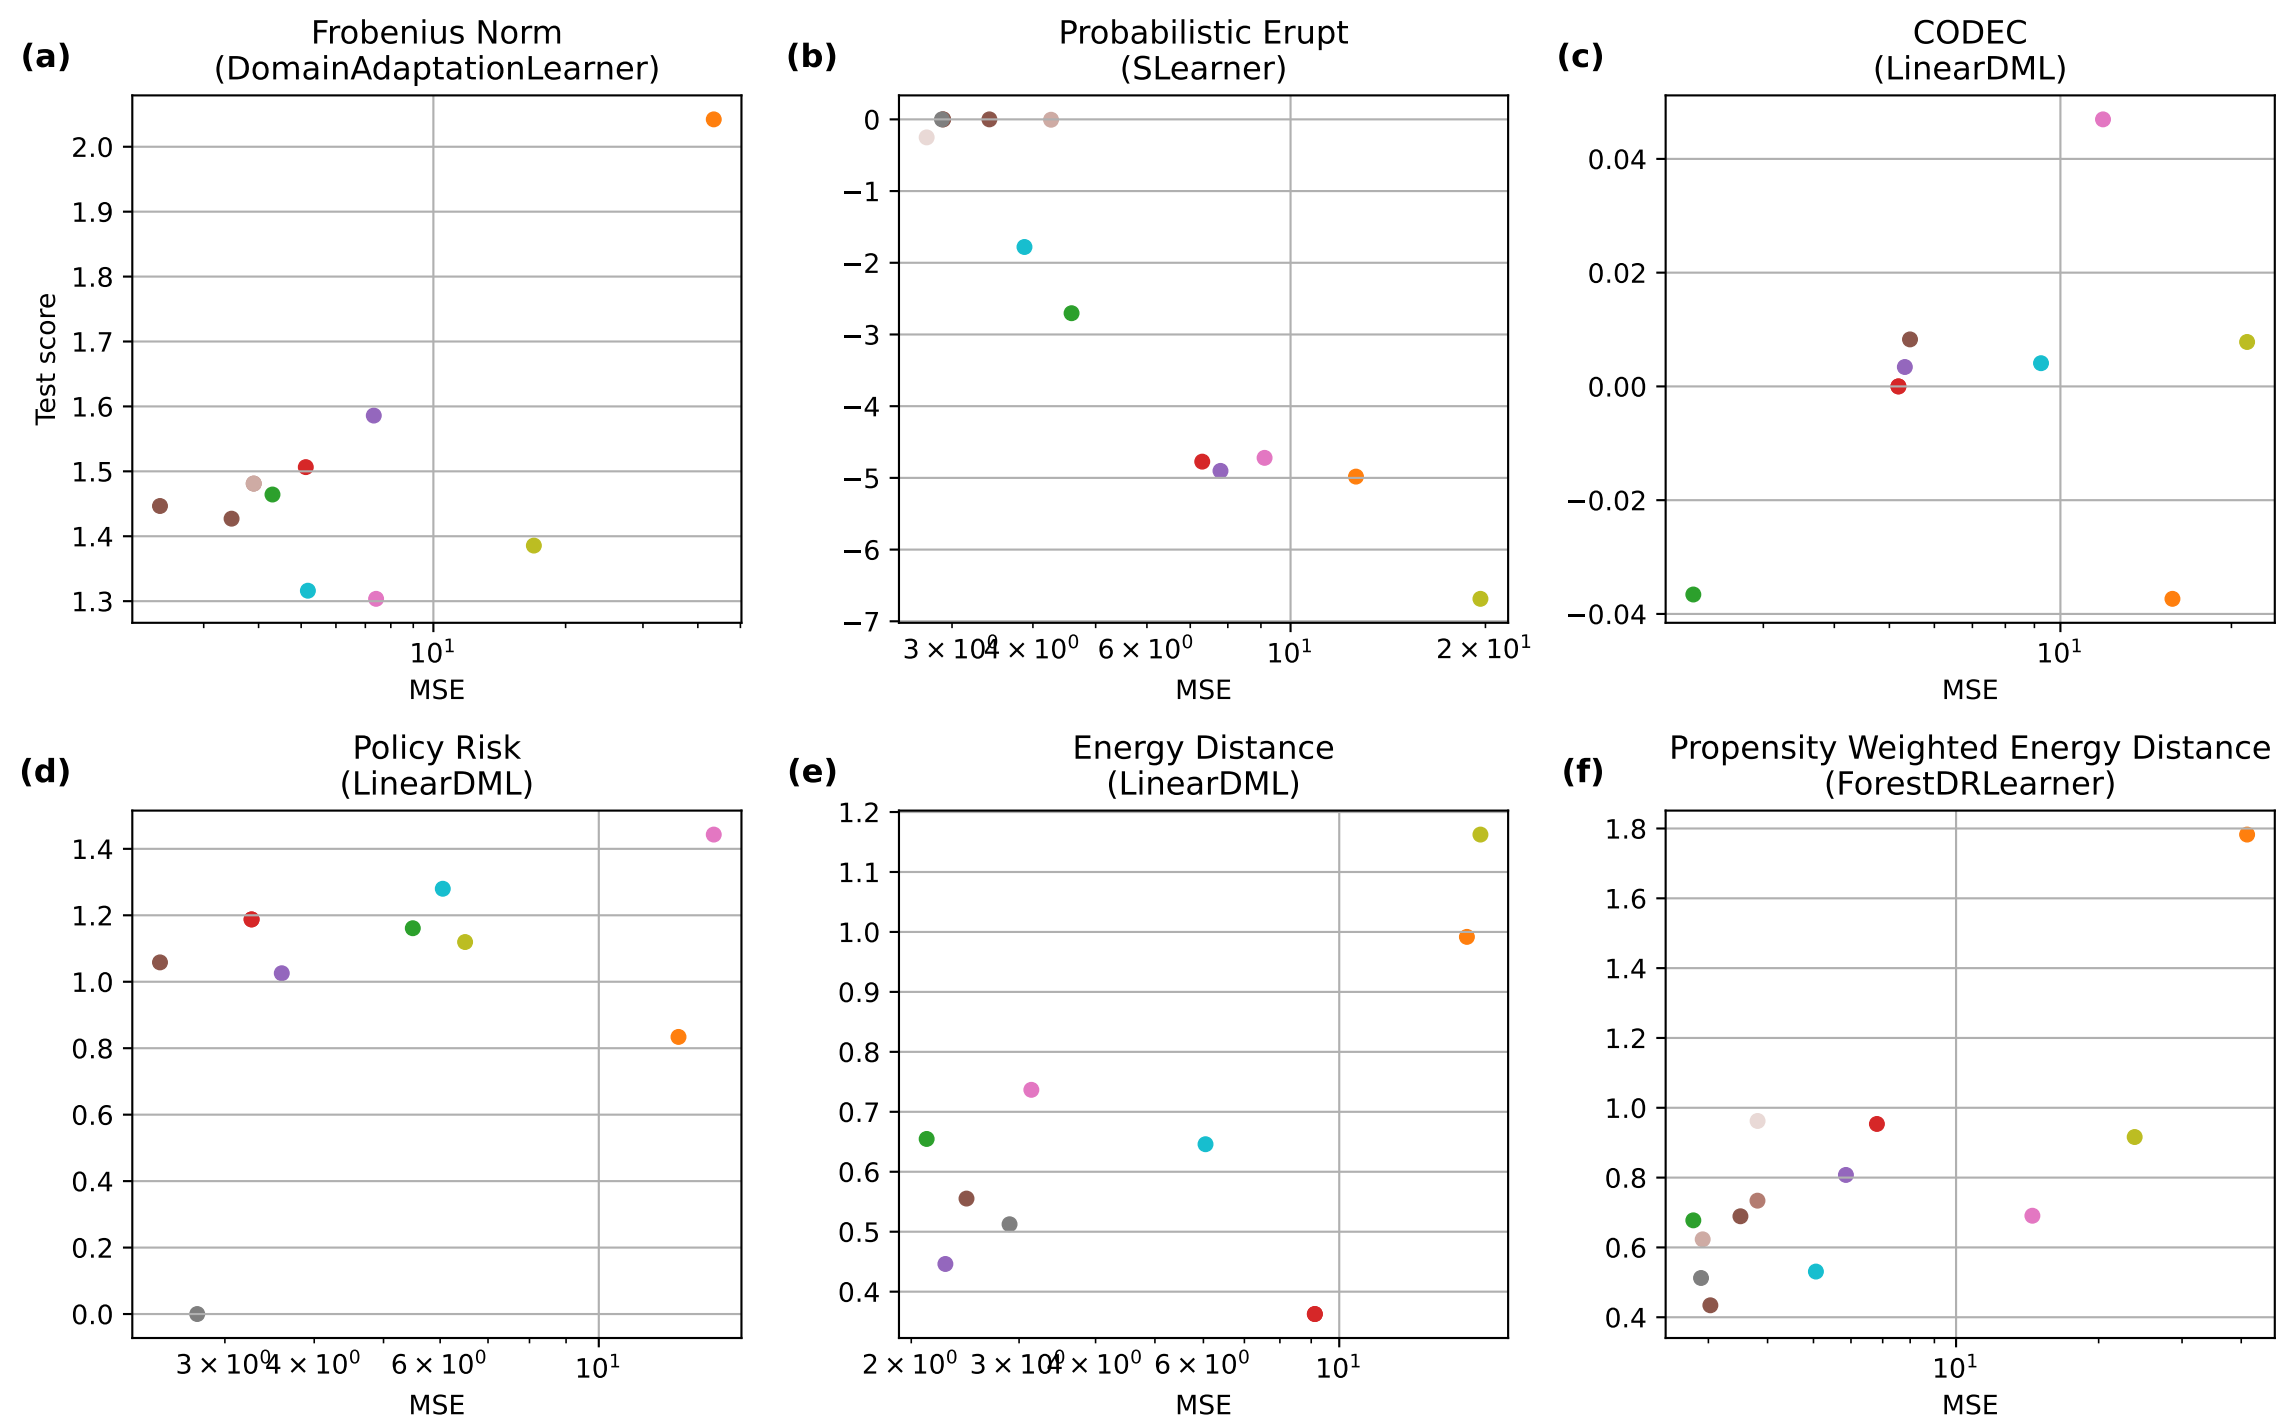 (a)
Frobenius Norm
(DomainAdaptationLearner)
Test score
2.0
1.9
1.8
1.7
1.6
1.5
1.4
1.3
10¹
MSE
(b)
Probabilistic Erupt
(SLearner)
0
−1
−2
−3
−4
−5
−6
−7
3 × 10⁰
4 × 10⁰
6 × 10⁰
10¹
2 × 10¹
MSE
(c)
CODEC
(LinearDML)
0.04
0.02
0.00
−0.02
−0.04
10¹
MSE
(d)
Policy Risk
(LinearDML)
1.4
1.2
1.0
0.8
0.6
0.4
0.2
0.0
3 × 10⁰
4 × 10⁰
6 × 10⁰
10¹
MSE
(e)
Energy Distance
(LinearDML)
1.2
1.1
1.0
0.9
0.8
0.7
0.6
0.5
0.4
2 × 10⁰
3 × 10⁰
4 × 10⁰
6 × 10⁰
10¹
MSE
(f)
Propensity Weighted Energy Distance
(ForestDRLearner)
1.8
1.6
1.4
1.2
1.0
0.8
0.6
0.4
10¹
MSE